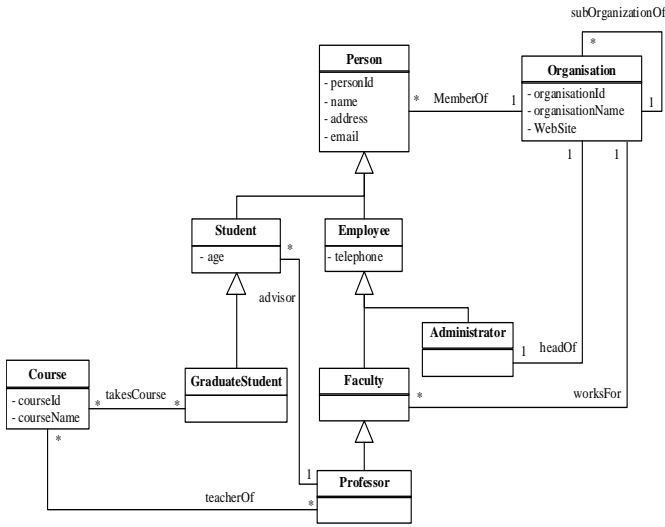 subOrganizationOf
*
Person
- personId
- name
- address
- email
* MemberOf 1
Organisation
- organisationId
- organisationName
- WebSite
1
1 1
Student
- age
*
advisor
Employee
- telephone
Administrator
1 headOf
Course
- courseId
- courseName
* takesCourse *
GraduateStudent
Faculty
* worksFor
*
1
Professor
teacherOf *